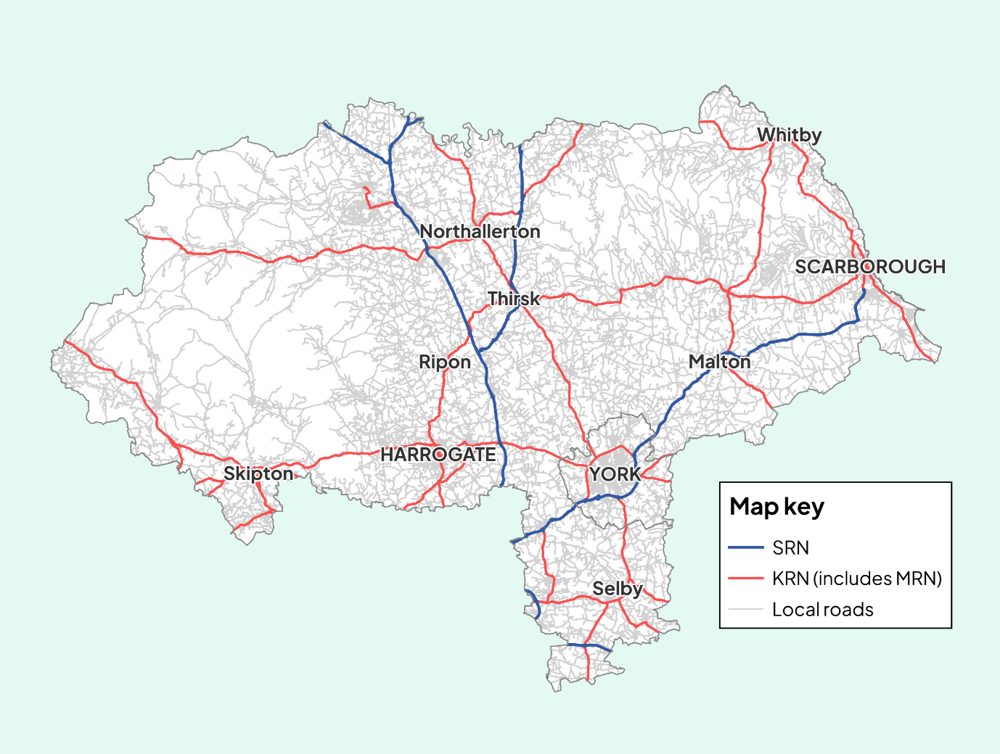 Whitby
Northallerton
SCARBOROUGH
Thirsk
Ripon
Malton
HARROGATE
Skipton
YORK
Selby
Map key
SRN
KRN (includes MRN)
Local roads